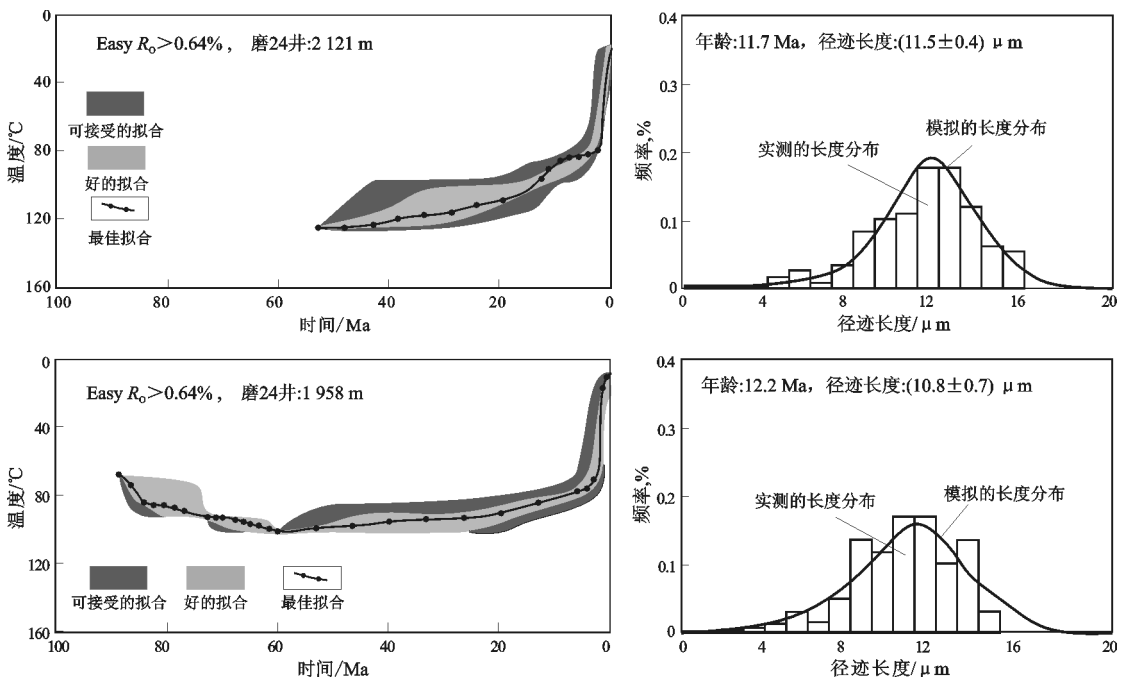 Easy Ro>0.64%， 磨24井:2 121 m
可接受的拟合
好的拟合
最佳拟合
温度/℃
0
40
80
120
160
100
80
60
40
20
0
时间/Ma
年龄:11.7 Ma，径迹长度:(11.5±0.4) μm
模拟的长度分布
实测的长度分布
频率,%
0.4
0.3
0.2
0.1
0
0
4
8
12
16
20
径迹长度/μm
Easy Ro>0.64%， 磨24井:1 958 m
可接受的拟合
好的拟合
最佳拟合
温度/℃
0
40
80
120
160
100
80
60
40
20
0
时间/Ma
年龄:12.2 Ma，径迹长度:(10.8±0.7) μm
实测的长度分布
模拟的长度分布
频率,%
0.4
0.3
0.2
0.1
0
0
4
8
12
16
20
径迹长度/μm